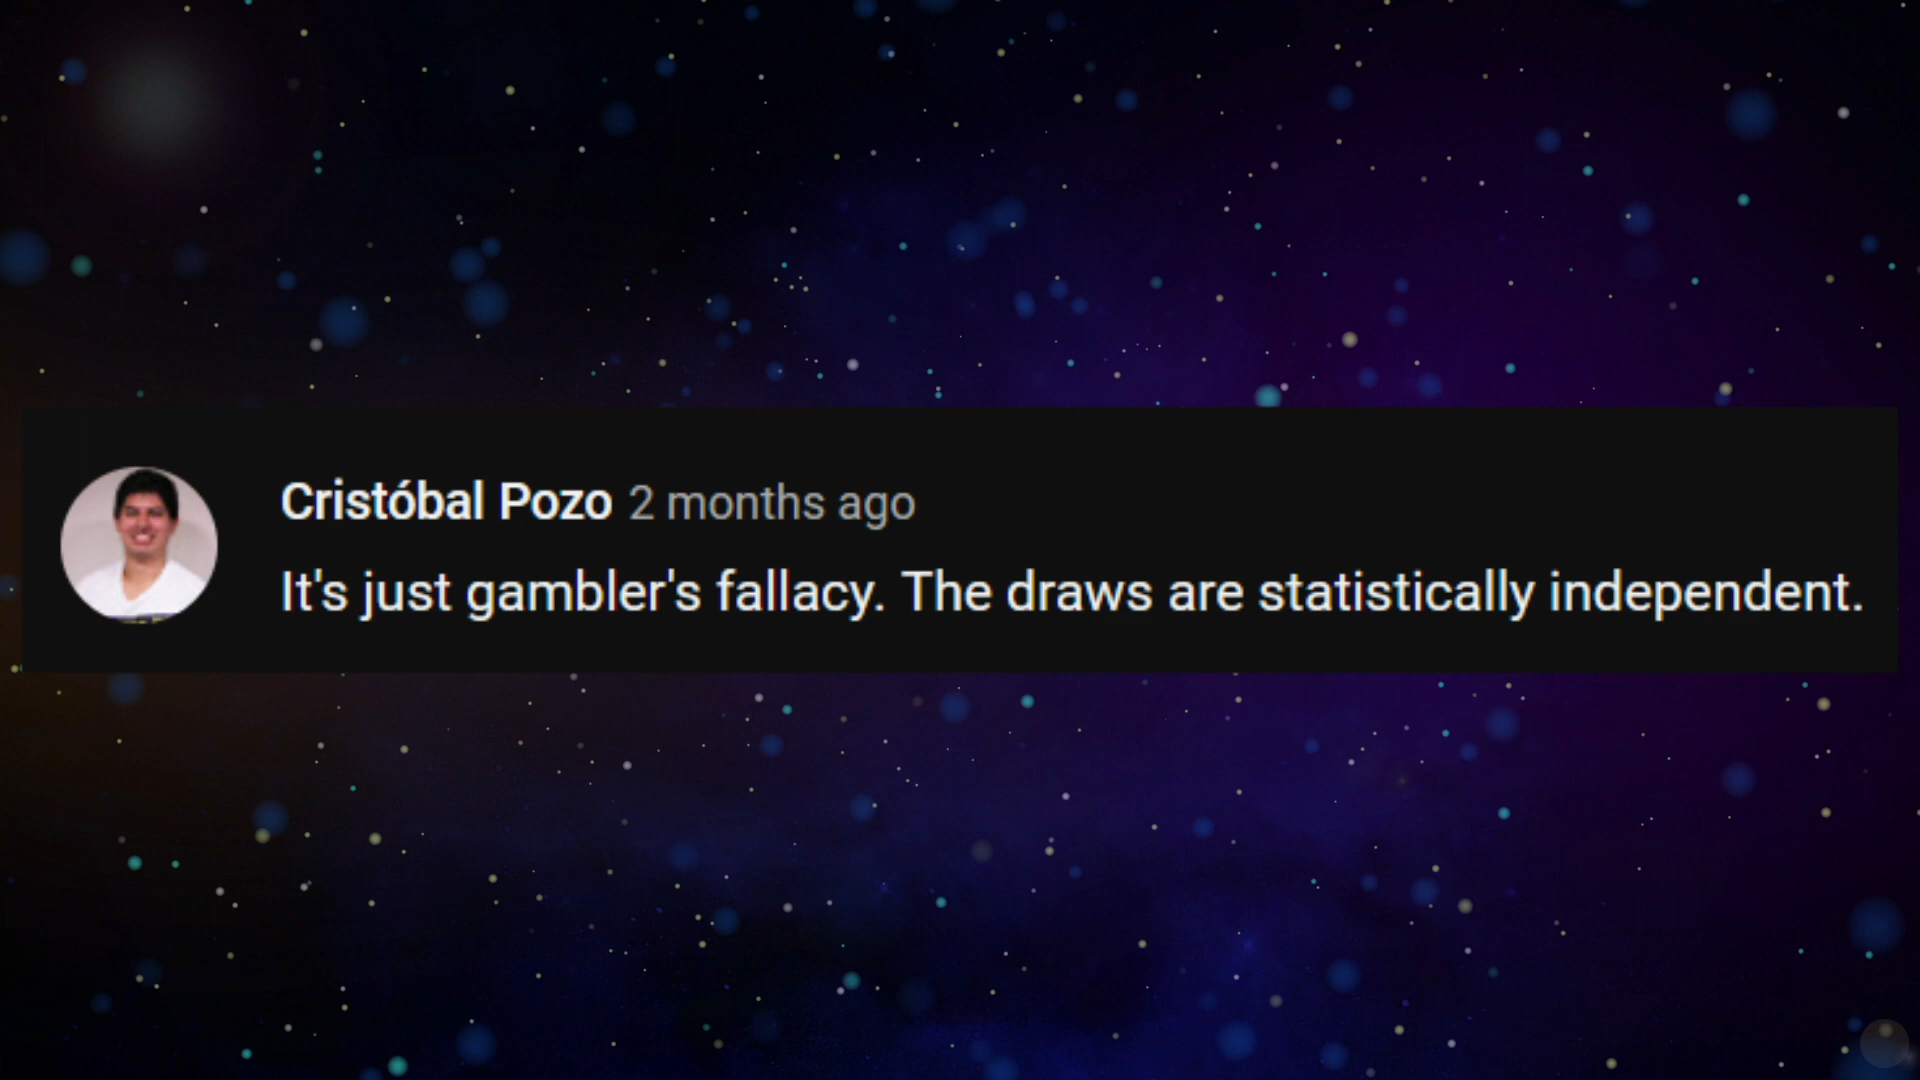 Cristóbal Pozo 2 months ago
It's just gambler's fallacy. The draws are statistically independent.